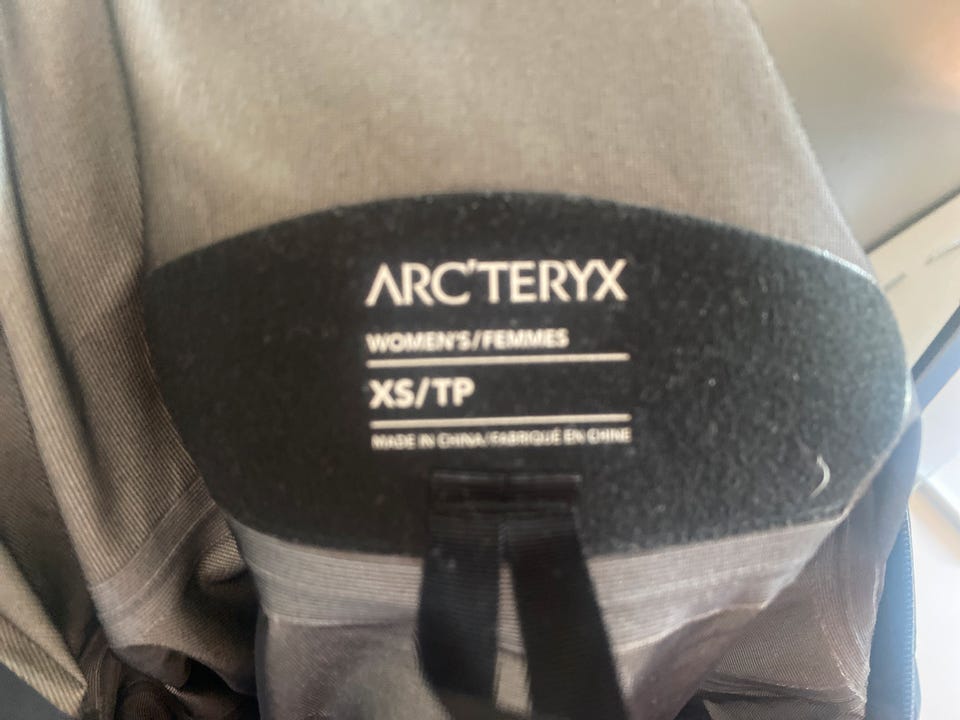 ARC'TERYX
WOMEN'S/FEMMES
XS/TP
MADE IN CHINA/FABRIQUÉ EN CHINE